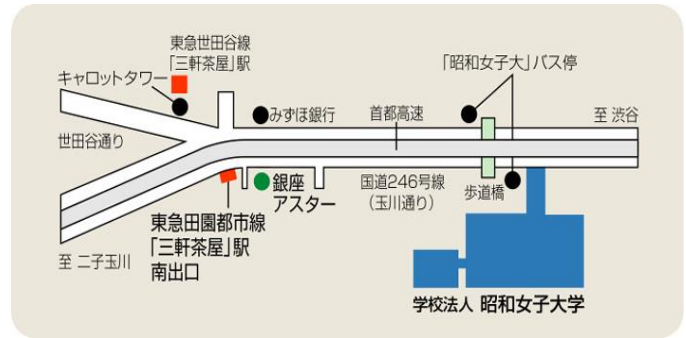 東急世田谷線
「三軒茶屋」駅
キャロットタワー
世田谷通り
みずほ銀行
首都高速
「昭和女子大」バス停
至 渋谷
銀座
アスター
国道246号線
（玉川通り）
歩道橋
東急田園都市線
「三軒茶屋」駅
南出口
至 二子玉川
学校法人 昭和女子大学